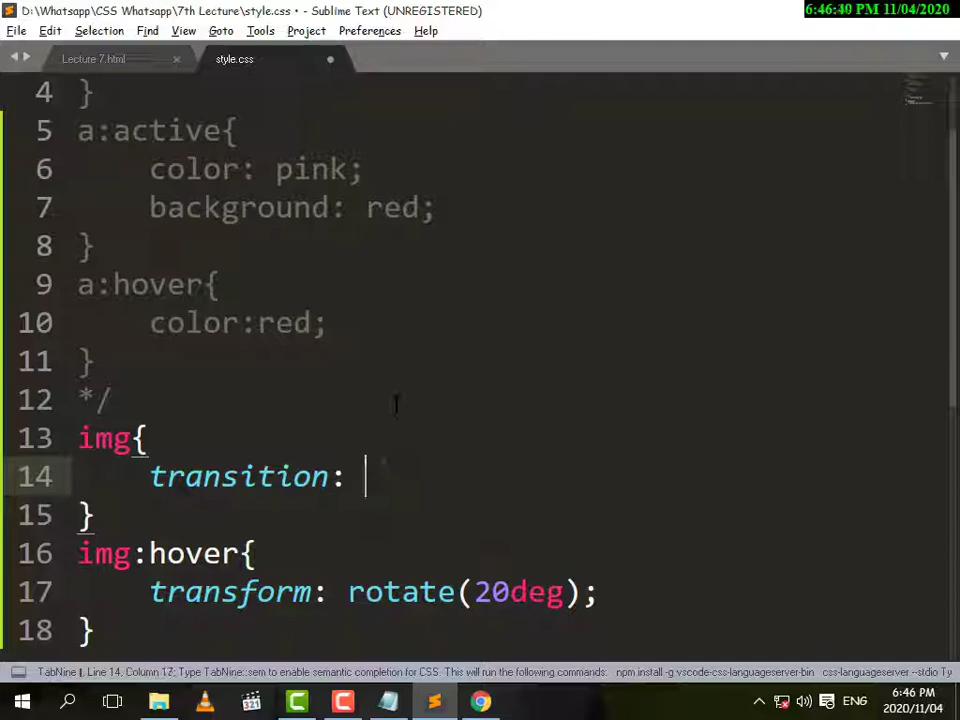 D:\Whatsapp\CSS Whatsapp\7th Lecture\style.css • - Sublime Text (UNREGISTERED)
6:46:40 PM 11/04/2020
File Edit Selection Find View Goto Tools Project Preferences Help
Lecture 7.html × style.css
4 }
5 a:active{
6 color: pink;
7 background: red;
8 }
9 a:hover{
10 color:red;
11 }
12 */
13 img{
14 transition:
15 }
16 img:hover{
17 transform: rotate(20deg);
18 }
Line 14, Column 17; Type TabNine::sem to enable semantic completion for CSS. This will run the following commands: npm install -g vscode-css-languageserver-bin css-languageserver --stdio Ty
321
ENG
6:46 PM
2020/11/04